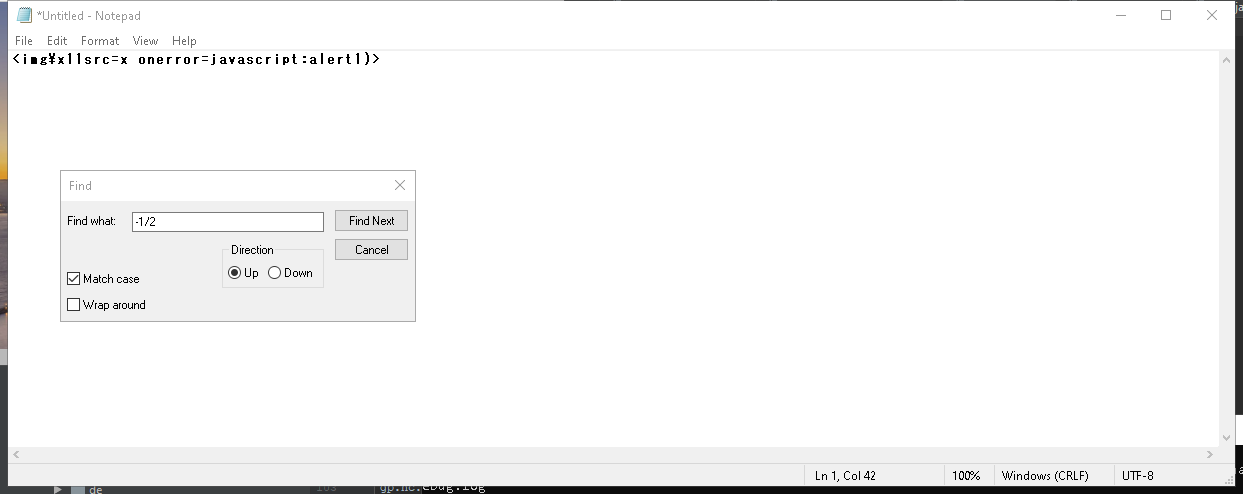 *Untitled - Notepad
File Edit Format View Help
<img¥x11src=x onerror=javascript:alert1)>
Find
Find what: -1/2 Find Next
Direction Cancel
Up Down
Match case
Wrap around
Ln 1, Col 42 100% Windows (CRLF) UTF-8
de